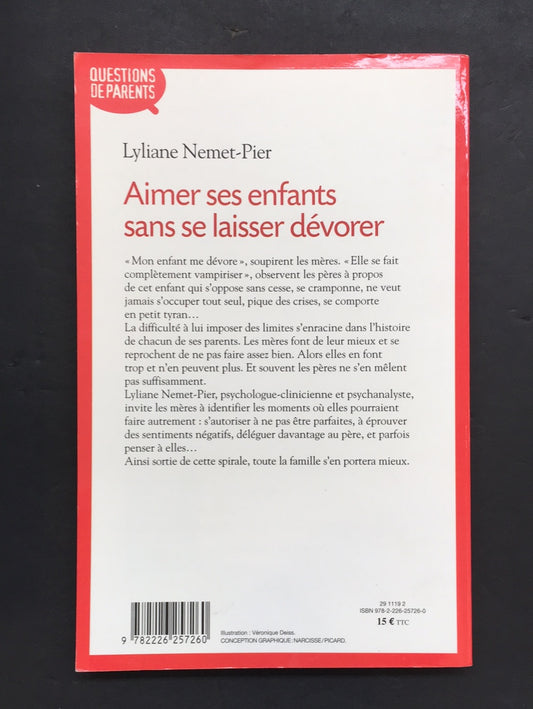 QUESTIONS
DE PARENTS
Lyliane Nemet-Pier
Aimer ses enfants
sans se laisser dévorer
« Mon enfant me dévore », soupirent les mères. « Elle se fait
complètement vampiriser », observent les pères à propos
de cet enfant qui s'oppose sans cesse, se cramponne, ne veut
jamais s'occuper tout seul, pique des crises, se comporte
en petit tyran…
La difficulté à lui imposer des limites s'enracine dans l'histoire
de chacun de ses parents. Les mères font de leur mieux et se
reprochent de ne pas faire assez bien. Alors elles en font
trop et n'en peuvent plus. Et souvent les pères ne s'en mêlent
pas suffisamment.
Lyliane Nemet-Pier, psychologue-clinicienne et psychanalyste,
invite les mères à identifier les moments où elles pourraient
faire autrement : s'autoriser à ne pas être parfaites, à éprouver
des sentiments négatifs, déléguer davantage au père, et parfois
penser à elles…
Ainsi sortie de cette spirale, toute la famille s'en portera mieux.
29 1119 2
ISBN 978-2-226-25726-0
15 € TTC
9 782226 257260
Illustration : Véronique Deiss.
CONCEPTION GRAPHIQUE : NARCISSE / PICARD.